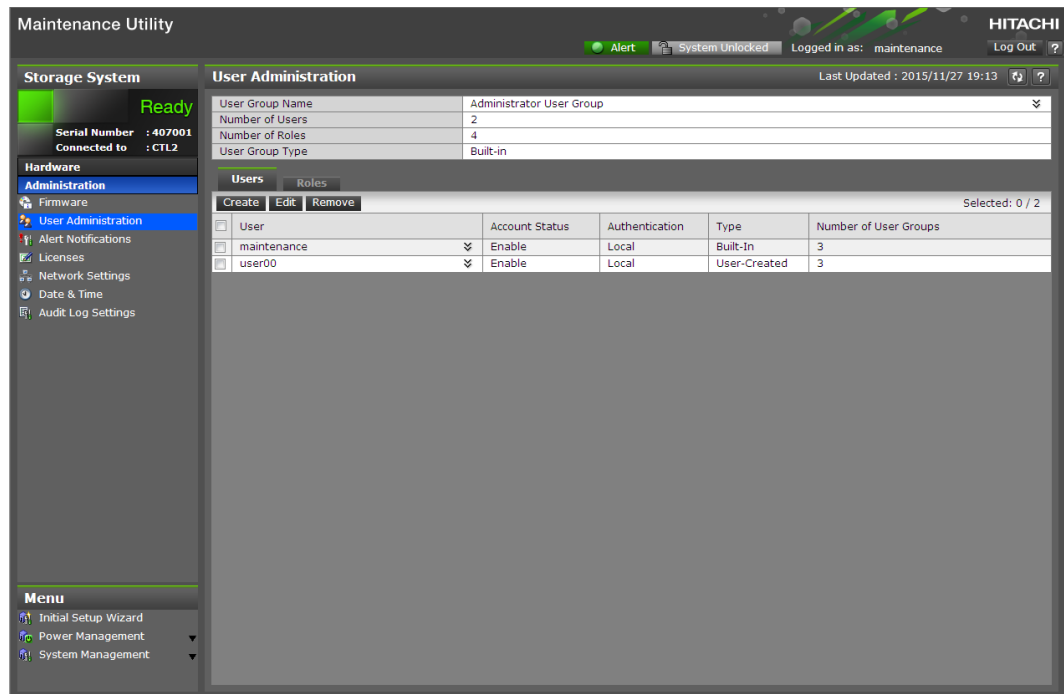 Maintenance Utility
HITACHI
Alert System Unlocked Logged in as: maintenance Log Out ?
Storage System
Ready
Serial Number : 407001
Connected to : CTL2
Hardware
Administration
Firmware
User Administration
Alert Notifications
Licenses
Network Settings
Date & Time
Audit Log Settings
Menu
Initial Setup Wizard
Power Management
System Management
User Administration Last Updated : 2015/11/27 19:13 ?
User Group Name Administrator User Group
Number of Users 2
Number of Roles 4
User Group Type Built-in
Users Roles
Create Edit Remove Selected: 0 / 2
User Account Status Authentication Type Number of User Groups
maintenance Enable Local Built-In 3
user00 Enable Local User-Created 3